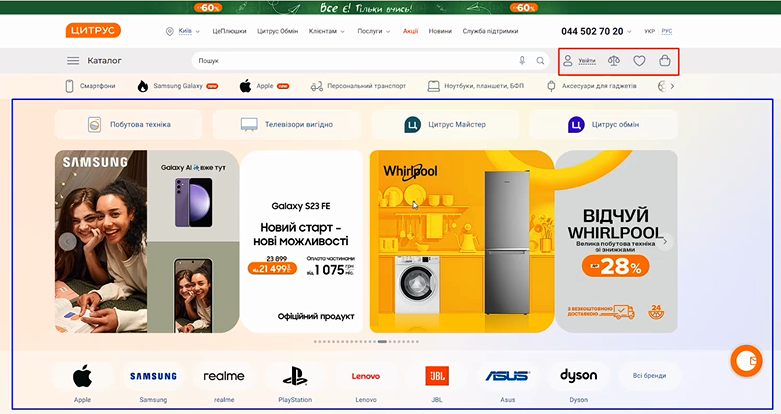 -60%
Все є! Тільки вчись!
-60%
ЦИТРУС
Київ
ЦеПлюшки
Цитрус Обмін
Клієнтам
Послуги
Акції
Новини
Служба підтримки
044 502 70 20
УКР
РУС
Каталог
Пошук
Увійти
Смартфони
Samsung Galaxy
Apple
Персональний транспорт
Ноутбуки, планшети, БФП
Аксесуари для гаджетів
Побутова техніка
Телевізори вигідно
Цитрус Майстер
Цитрус обмін
SAMSUNG
Galaxy AI вже тут
Galaxy S23 FE
Новий старт –
нові можливості
23 899
від 21 499
Оплата частинами
від 1 075 грн/міс.
Офіційний продукт
Whirlpool
ВІДЧУЙ
WHIRLPOOL
Велика побутова техніка
зі знижками
до -28%
З БЕЗКОШТОВНОЮ
ДОСТАВКОЮ
24
SAMSUNG
realme
Lenovo
JBL
ASUS
dyson
Всі бренди
Apple
Samsung
realme
PlayStation
Lenovo
JBL
Asus
Dyson